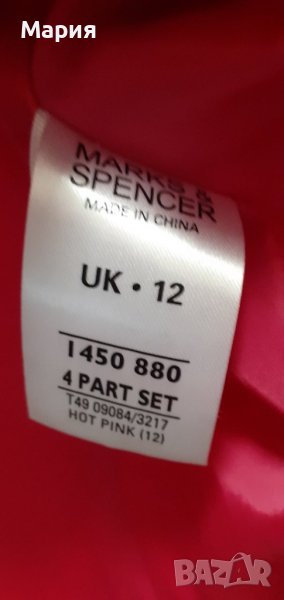 Мария
MARKS &
SPENCER
MADE IN CHINA
UK • 12
1450 880
4 PART SET
T49 09084/3217
HOT PINK (12)
BAZAR